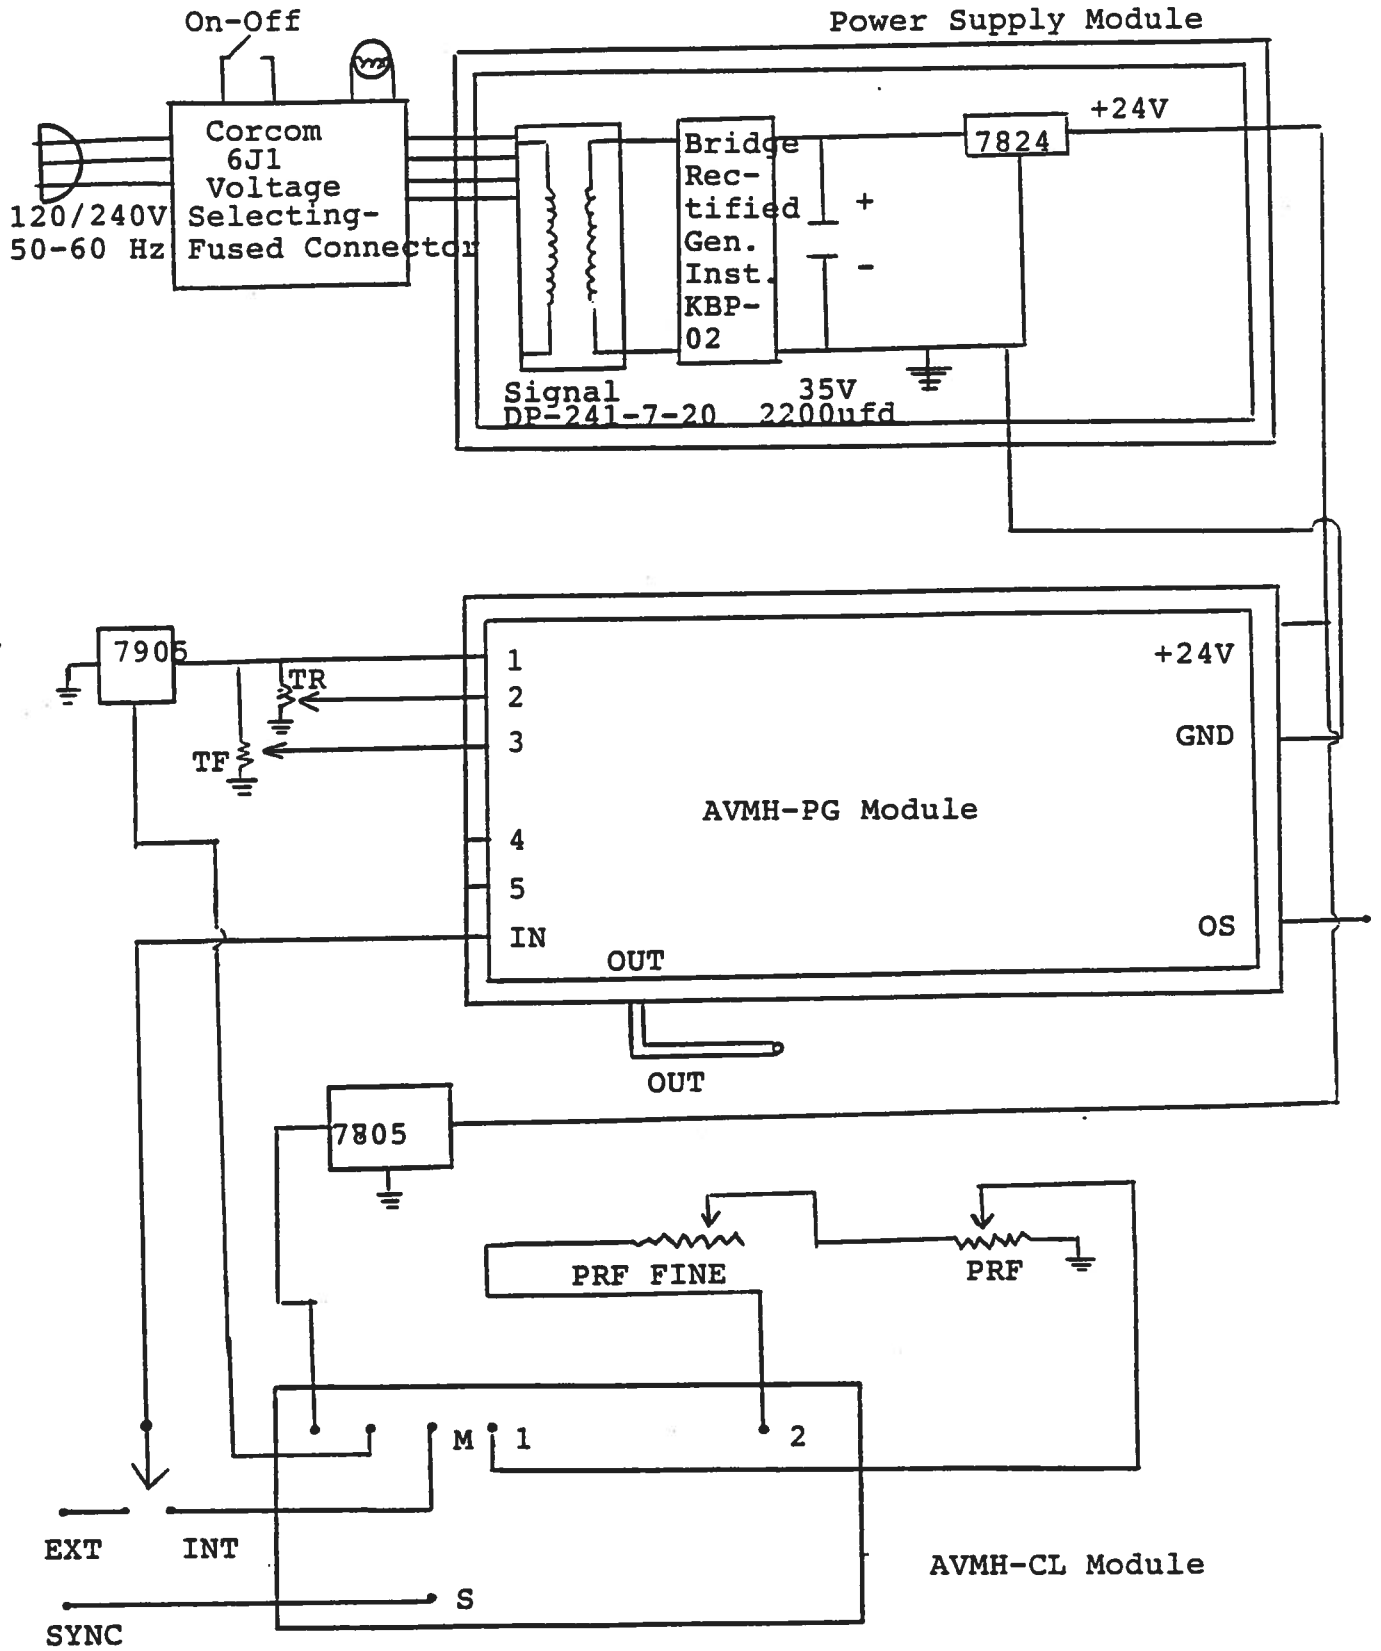 On-Off
Power Supply Module
Corcom
6J1
Voltage
120/240V Selecting-
50-60 Hz Fused Connector
Bridge
Rec-
tified
Gen.
Inst.
KBP-
02
7824
+24V
+
-
Signal
DP-241-7-20
35V
2200ufd
7905
TR
TF
1
2
3
4
5
IN
OUT
+24V
GND
OS
AVMH-PG Module
OUT
7805
PRF FINE
PRF
M 1
2
EXT
INT
S
SYNC
AVMH-CL Module